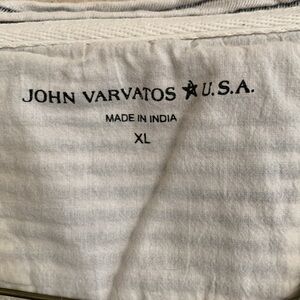 JOHN VARVATOS ★ U.S.A.
MADE IN INDIA
XL